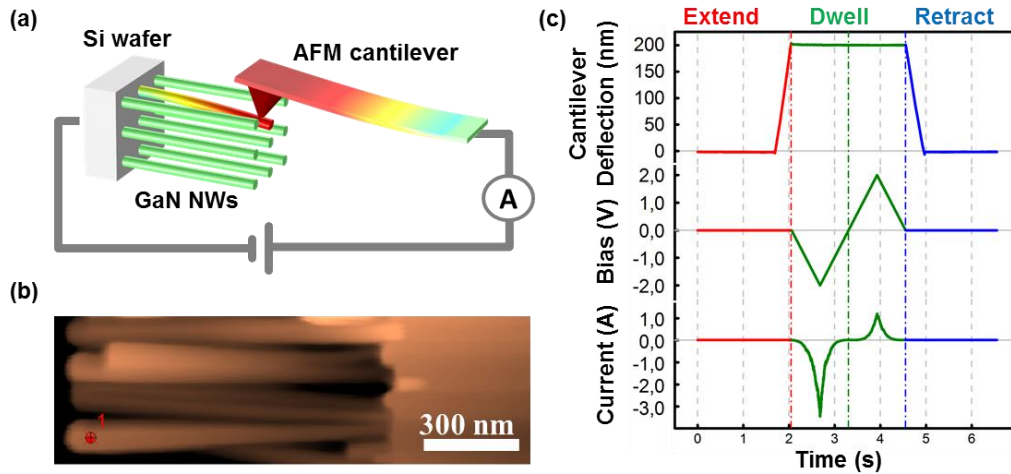 (a)
Si wafer
AFM cantilever
GaN NWs
A
(b)
1
300 nm
(c)
Extend Dwell Retract
Cantilever
Deflection (nm)
200
150
100
50
0
Bias (V)
2,0
1,0
0,0
-1.0
-2,0
Current (A)
1,0
0,0
-1.0
-2.0
-3,0
0 1 2 3 4 5 6
Time (s)